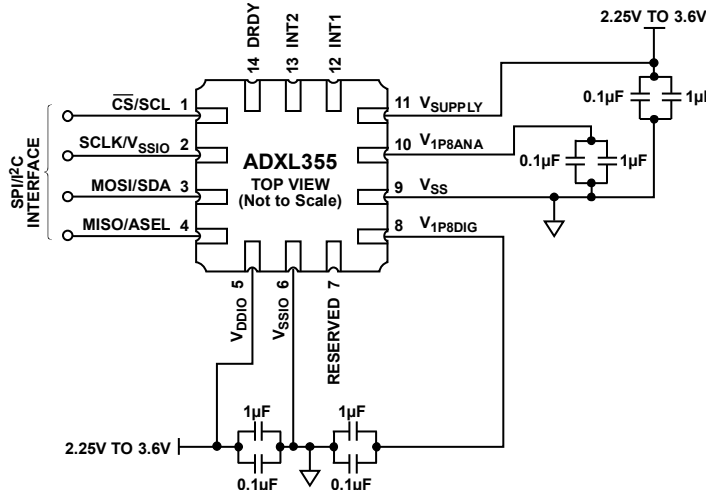 2.25V TO 3.6V
14 DRDY
13 INT2
12 INT1
SPI/I²C
INTERFACE
CS/SCL 1
SCLK/VSSIO 2
MOSI/SDA 3
MISO/ASEL 4
ADXL355
TOP VIEW
(Not to Scale)
11 VSUPPLY
10 V1P8ANA
9 VSS
8 V1P8DIG
0.1µF
1µF
0.1µF
1µF
VDDIO 5
VSSIO 6
RESERVED 7
2.25V TO 3.6V
1µF
0.1µF
1µF
0.1µF